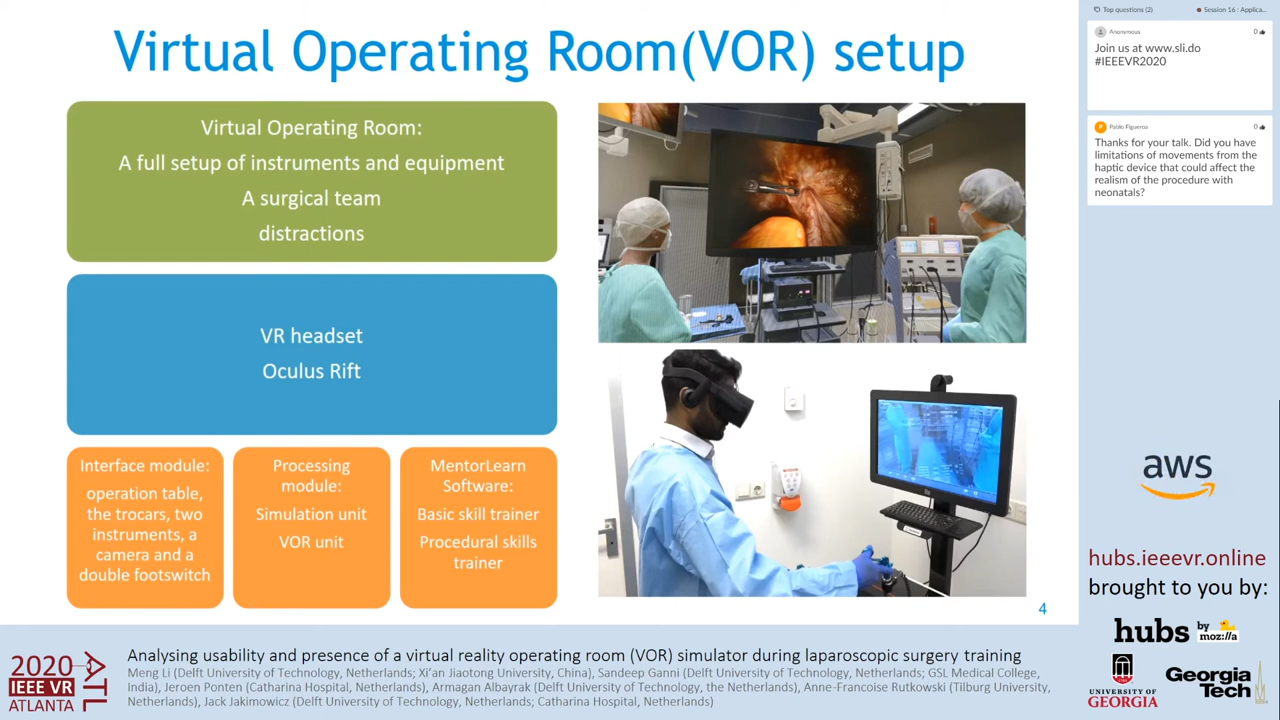 Virtual Operating Room(VOR) setup
Virtual Operating Room:
A full setup of instruments and equipment
A surgical team
distractions
VR headset
Oculus Rift
Interface module:
operation table,
the trocars, two
instruments, a
camera and a
double footswitch
Processing
module:
Simulation unit
VOR unit
MentorLearn
Software:
Basic skill trainer
Procedural skills
trainer
4
Top questions (2)
Session 16 : Applica...
Anonymous
0
Join us at www.sli.do
#IEEEVR2020
P
Pablo Figueroa
0
Thanks for your talk. Did you have
limitations of movements from the
haptic device that could affect the
realism of the procedure with
neonatals?
aws
hubs.ieeevr.online
brought to you by:
hubs by
moz://a
UNIVERSITY OF
GEORGIA
Georgia
Tech
2020
IEEE VR
ATLANTA
ATL
Analysing usability and presence of a virtual reality operating room (VOR) simulator during laparoscopic surgery training
Meng Li (Delft University of Technology, Netherlands; Xi’an Jiaotong University, China), Sandeep Ganni (Delft University of Technology, Netherlands; GSL Medical College,
India), Jeroen Ponten (Catharina Hospital, Netherlands), Armagan Albayrak (Delft University of Technology, the Netherlands), Anne-Francoise Rutkowski (Tilburg University,
Netherlands), Jack Jakimowicz (Delft University of Technology, Netherlands; Catharina Hospital, Netherlands)